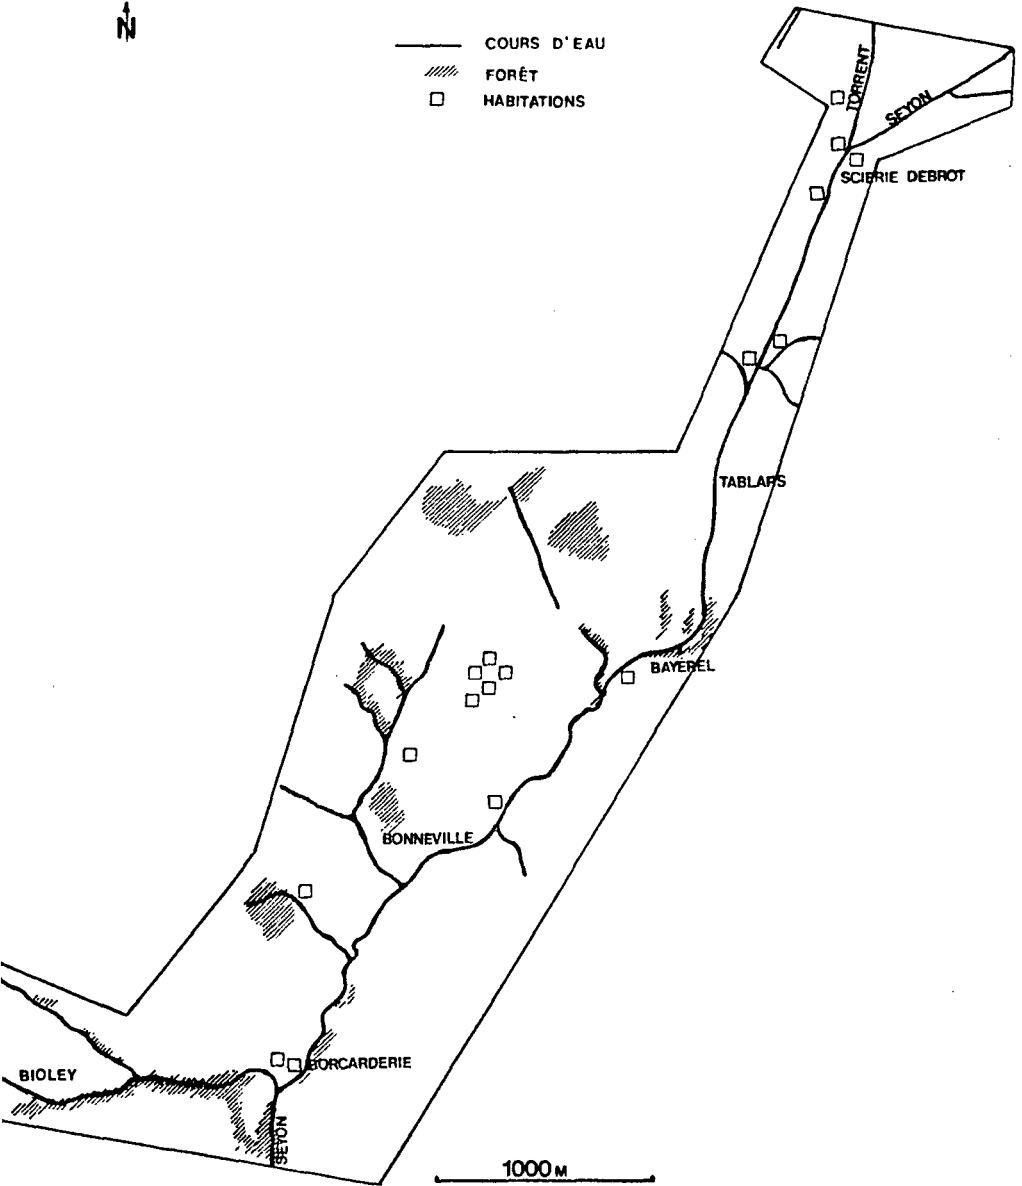 N
COURS D'EAU
FORÊT
HABITATIONS
TORRENT
SEYON
SCIERIE DEBROT
TABLARS
BAYEREL
BONNEVILLE
BORCARDERIE
BIOLEY
SEYON
1000 M